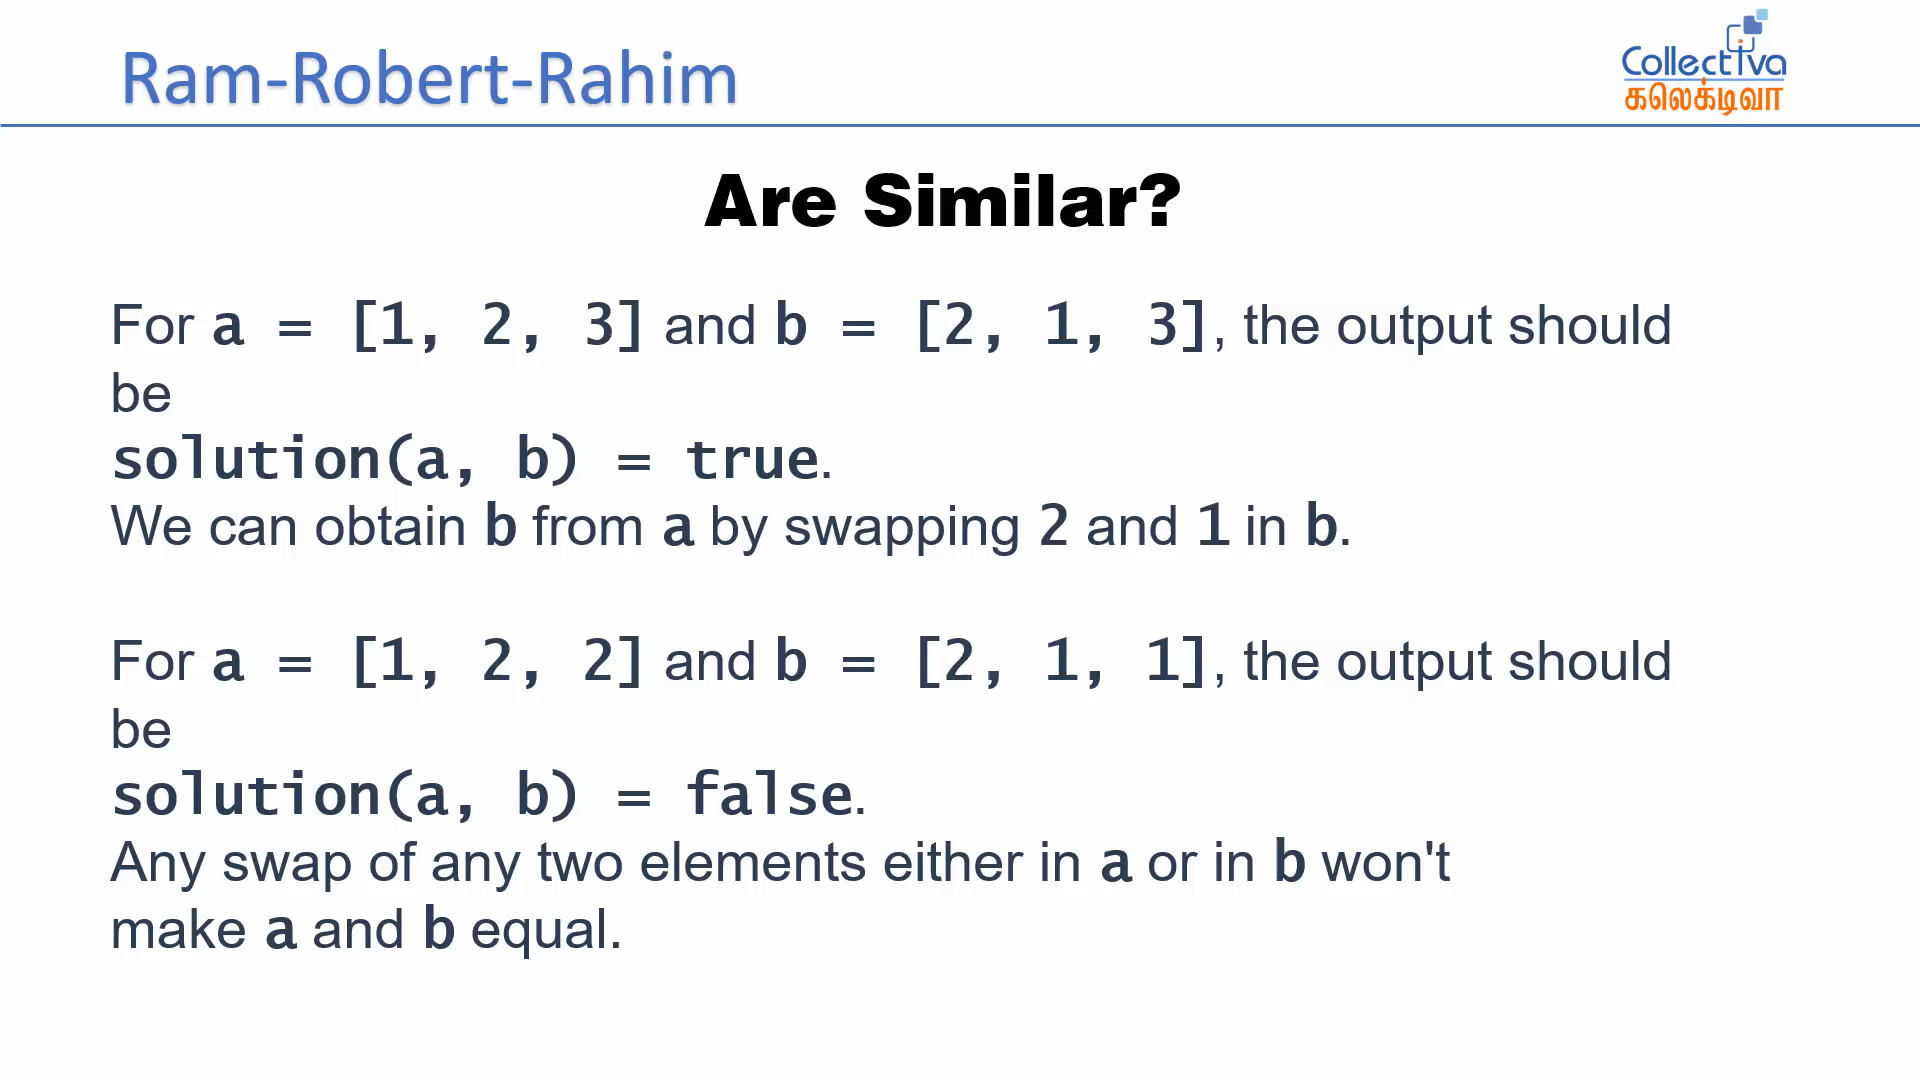 Ram-Robert-Rahim
Collectiva
கலெக்டிவா
Are Similar?
For a = [1, 2, 3] and b = [2, 1, 3], the output should
be
solution(a, b) = true.
We can obtain b from a by swapping 2 and 1 in b.
For a = [1, 2, 2] and b = [2, 1, 1], the output should
be
solution(a, b) = false.
Any swap of any two elements either in a or in b won't
make a and b equal.